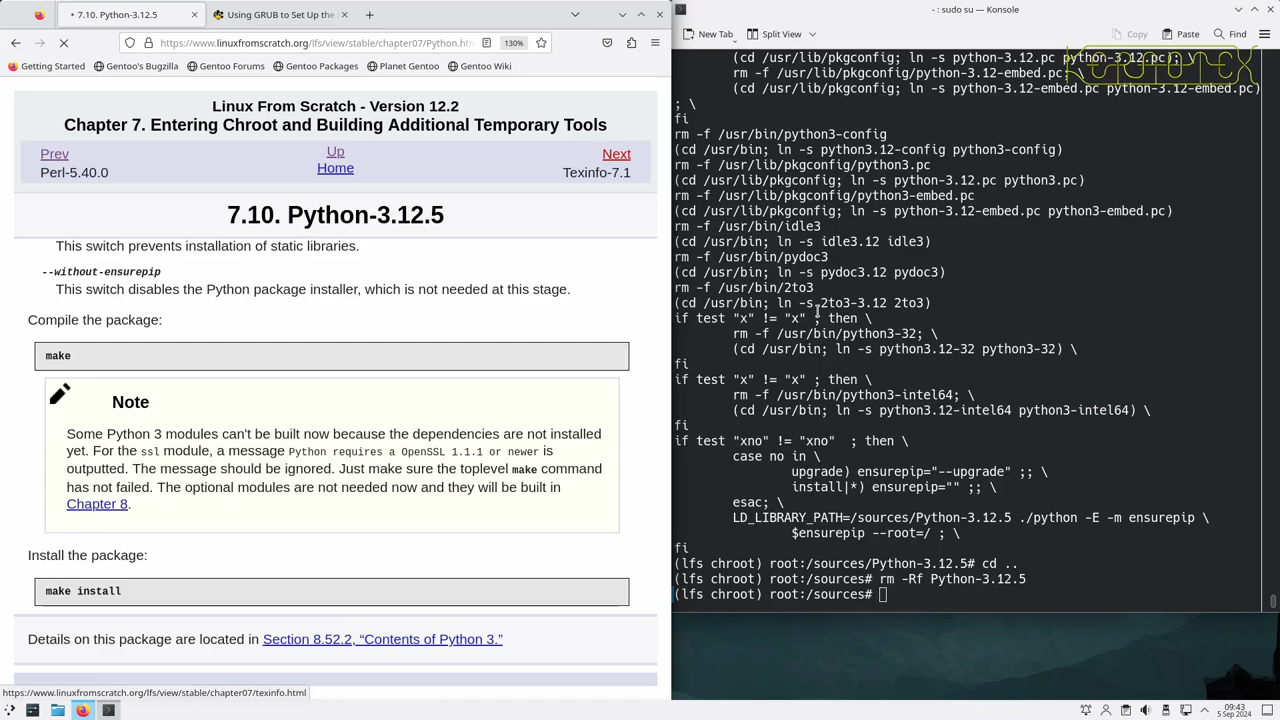 7.10. Python-3.12.5
Using GRUB to Set Up the
https://www.linuxfromscratch.org/lfs/view/stable/chapter07/Python.htm
130%
Getting Started
Gentoo's Bugzilla
Gentoo Forums
Gentoo Packages
Planet Gentoo
Gentoo Wiki
Linux From Scratch - Version 12.2
Chapter 7. Entering Chroot and Building Additional Temporary Tools
Prev
Up
Next
Perl-5.40.0
Home
Texinfo-7.1
7.10. Python-3.12.5
This switch prevents installation of static libraries.
--without-ensurepip
This switch disables the Python package installer, which is not needed at this stage.
Compile the package:
make
Note
Some Python 3 modules can't be built now because the dependencies are not installed
yet. For the ssl module, a message Python requires a OpenSSL 1.1.1 or newer is
outputted. The message should be ignored. Just make sure the toplevel make command
has not failed. The optional modules are not needed now and they will be built in
Chapter 8.
Install the package:
make install
Details on this package are located in Section 8.52.2, “Contents of Python 3.”
https://www.linuxfromscratch.org/lfs/view/stable/chapter07/texinfo.html
- : sudo su — Konsole
New Tab
Split View
Copy
Paste
Find
(cd /usr/lib/pkgconfig; ln -s python-3.12.pc python-3.12.pc); \
rm -f /usr/lib/pkgconfig/python-3.12-embed.pc; \
(cd /usr/lib/pkgconfig; ln -s python-3.12-embed.pc python-3.12-embed.pc)
; \
fi
rm -f /usr/bin/python3-config
(cd /usr/bin; ln -s python3.12-config python3-config)
rm -f /usr/lib/pkgconfig/python3.pc
(cd /usr/lib/pkgconfig; ln -s python-3.12.pc python3.pc)
rm -f /usr/lib/pkgconfig/python3-embed.pc
(cd /usr/lib/pkgconfig; ln -s python-3.12-embed.pc python3-embed.pc)
rm -f /usr/bin/idle3
(cd /usr/bin; ln -s idle3.12 idle3)
rm -f /usr/bin/pydoc3
(cd /usr/bin; ln -s pydoc3.12 pydoc3)
rm -f /usr/bin/2to3
(cd /usr/bin; ln -s 2to3-3.12 2to3)
if test "x" != "x" ; then \
rm -f /usr/bin/python3-32; \
(cd /usr/bin; ln -s python3.12-32 python3-32) \
fi
if test "x" != "x" ; then \
rm -f /usr/bin/python3-intel64; \
(cd /usr/bin; ln -s python3.12-intel64 python3-intel64) \
fi
if test "xno" != "xno"  ; then \
case no in \
upgrade) ensurepip="--upgrade" ;; \
install|*) ensurepip="" ;; \
esac; \
LD_LIBRARY_PATH=/sources/Python-3.12.5 ./python -E -m ensurepip \
$ensurepip --root=/ ; \
fi
(lfs chroot) root:/sources/Python-3.12.5# cd ..
(lfs chroot) root:/sources# rm -Rf Python-3.12.5
(lfs chroot) root:/sources#
09:43
5 Sep 2024